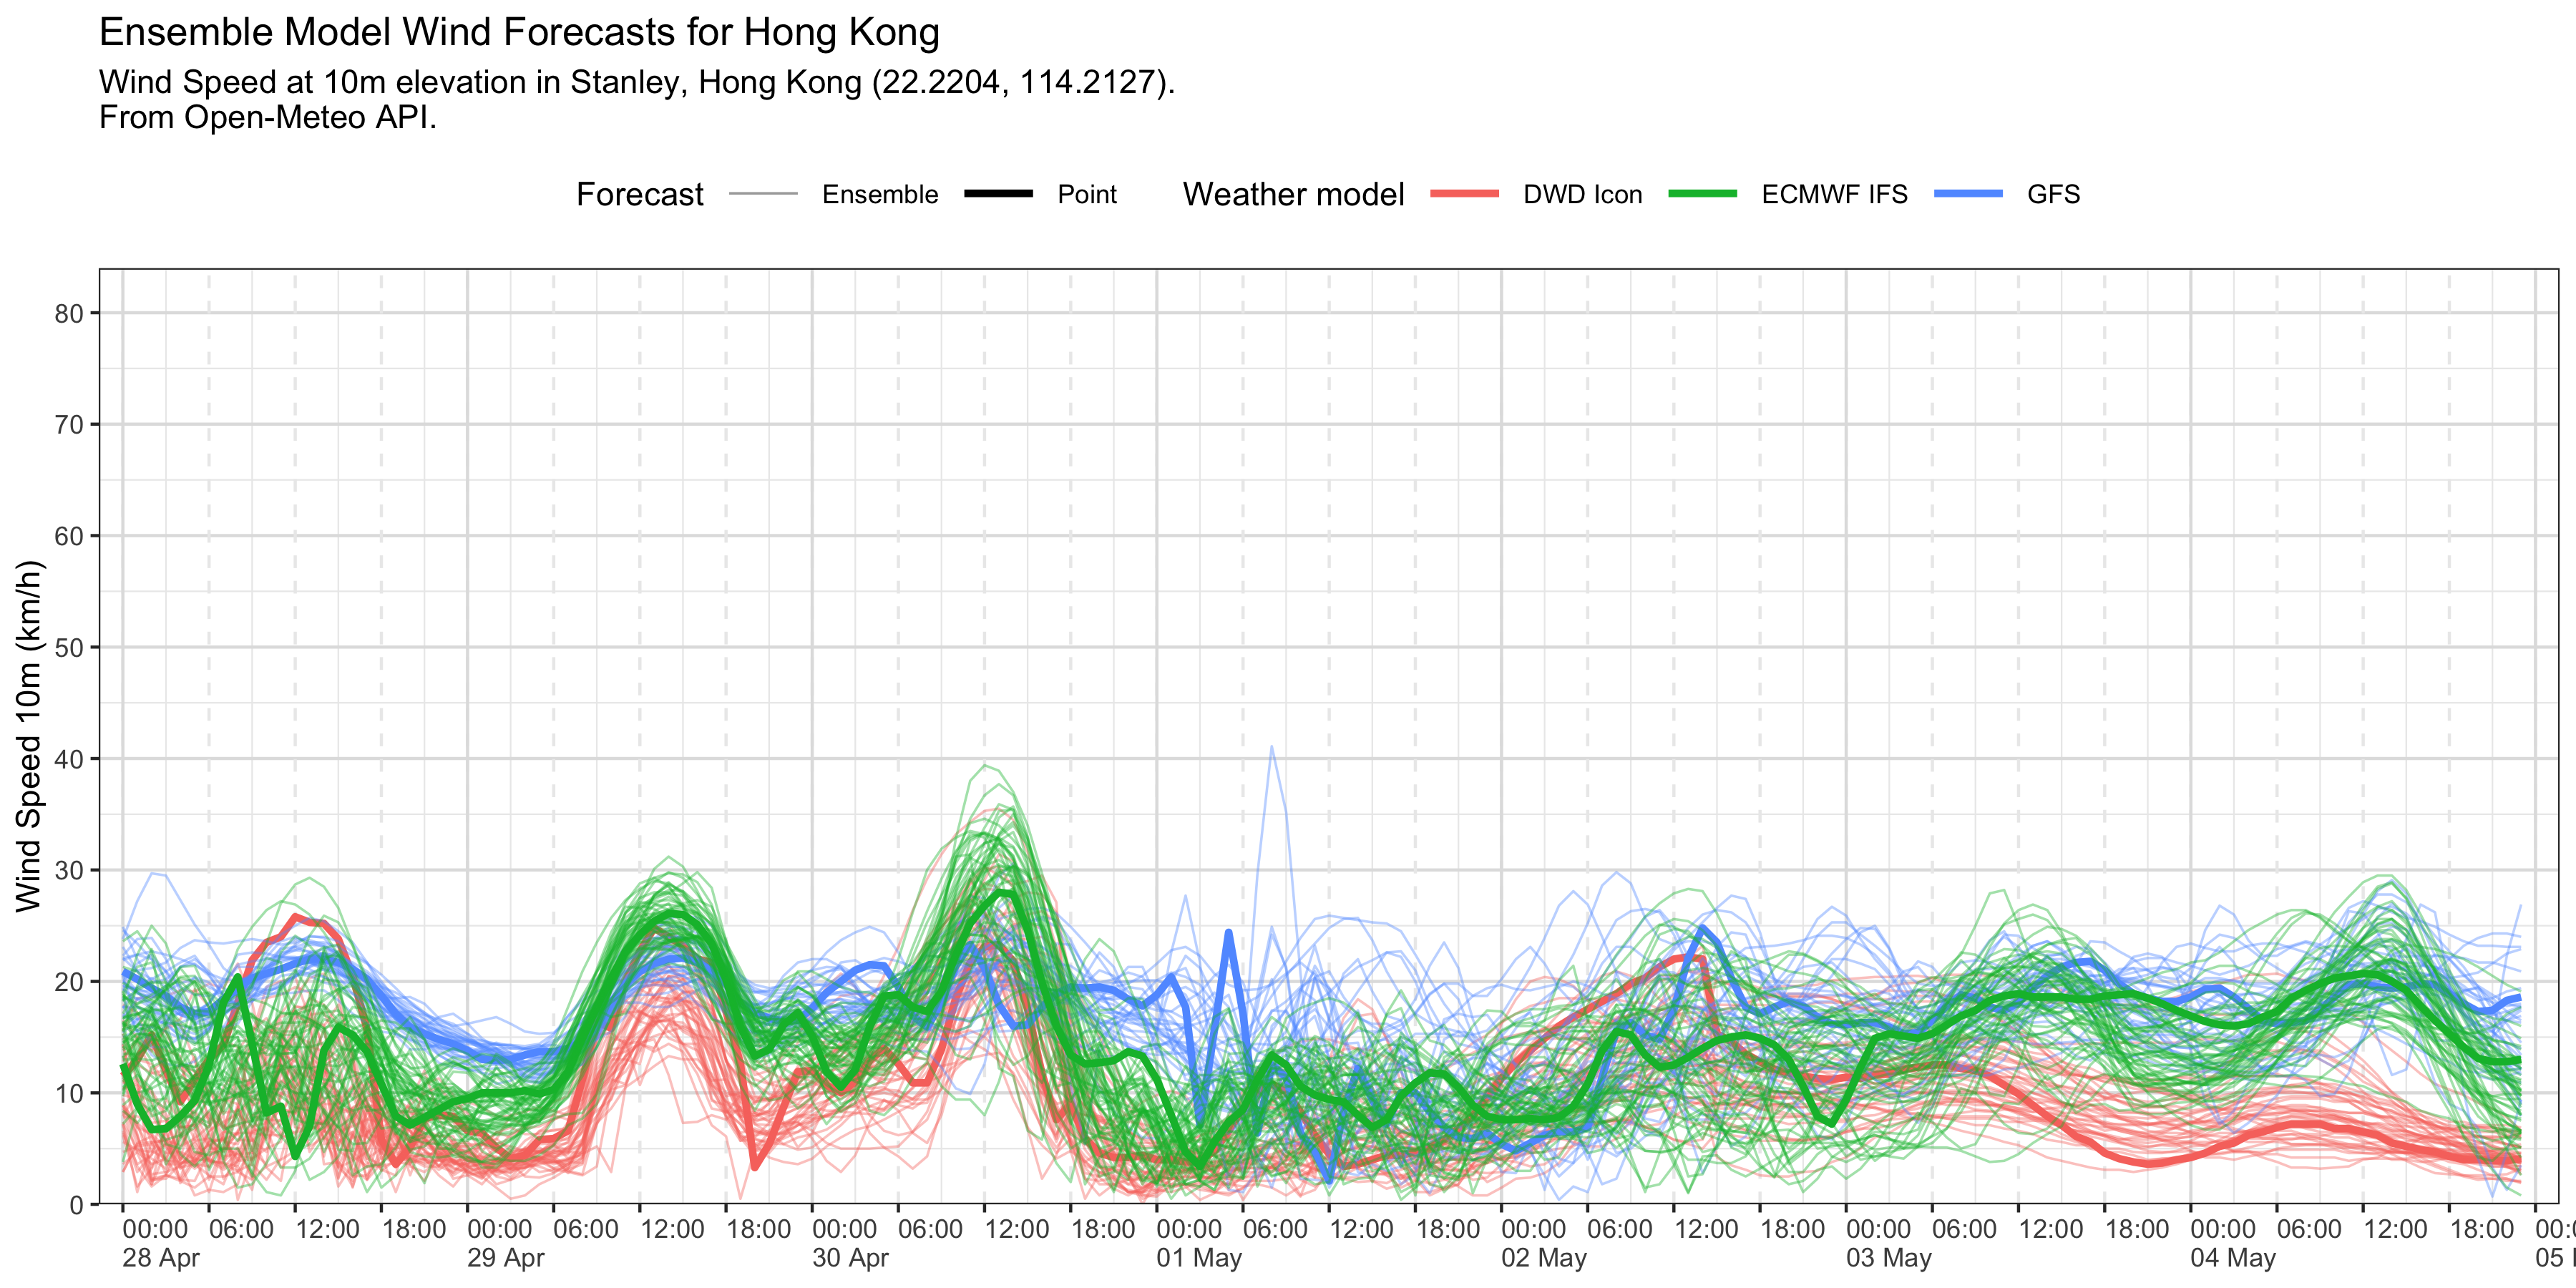 Ensemble Model Wind Forecasts for Hong Kong
Wind Speed at 10m elevation in Stanley, Hong Kong (22.2204, 114.2127).
From Open-Meteo API.
Forecast Ensemble Point Weather model DWD Icon ECMWF IFS GFS
Wind Speed 10m (km/h)
80
70
60
50
40
30
20
10
0
00:00 06:00 12:00 18:00 00:00 06:00 12:00 18:00 00:00 06:00 12:00 18:00 00:00 06:00 12:00 18:00 00:00 06:00 12:00 18:00 00:00 06:00 12:00 18:00 00:00 06:00 12:00 18:00
28 Apr 29 Apr 30 Apr 01 May 02 May 03 May 04 May 05